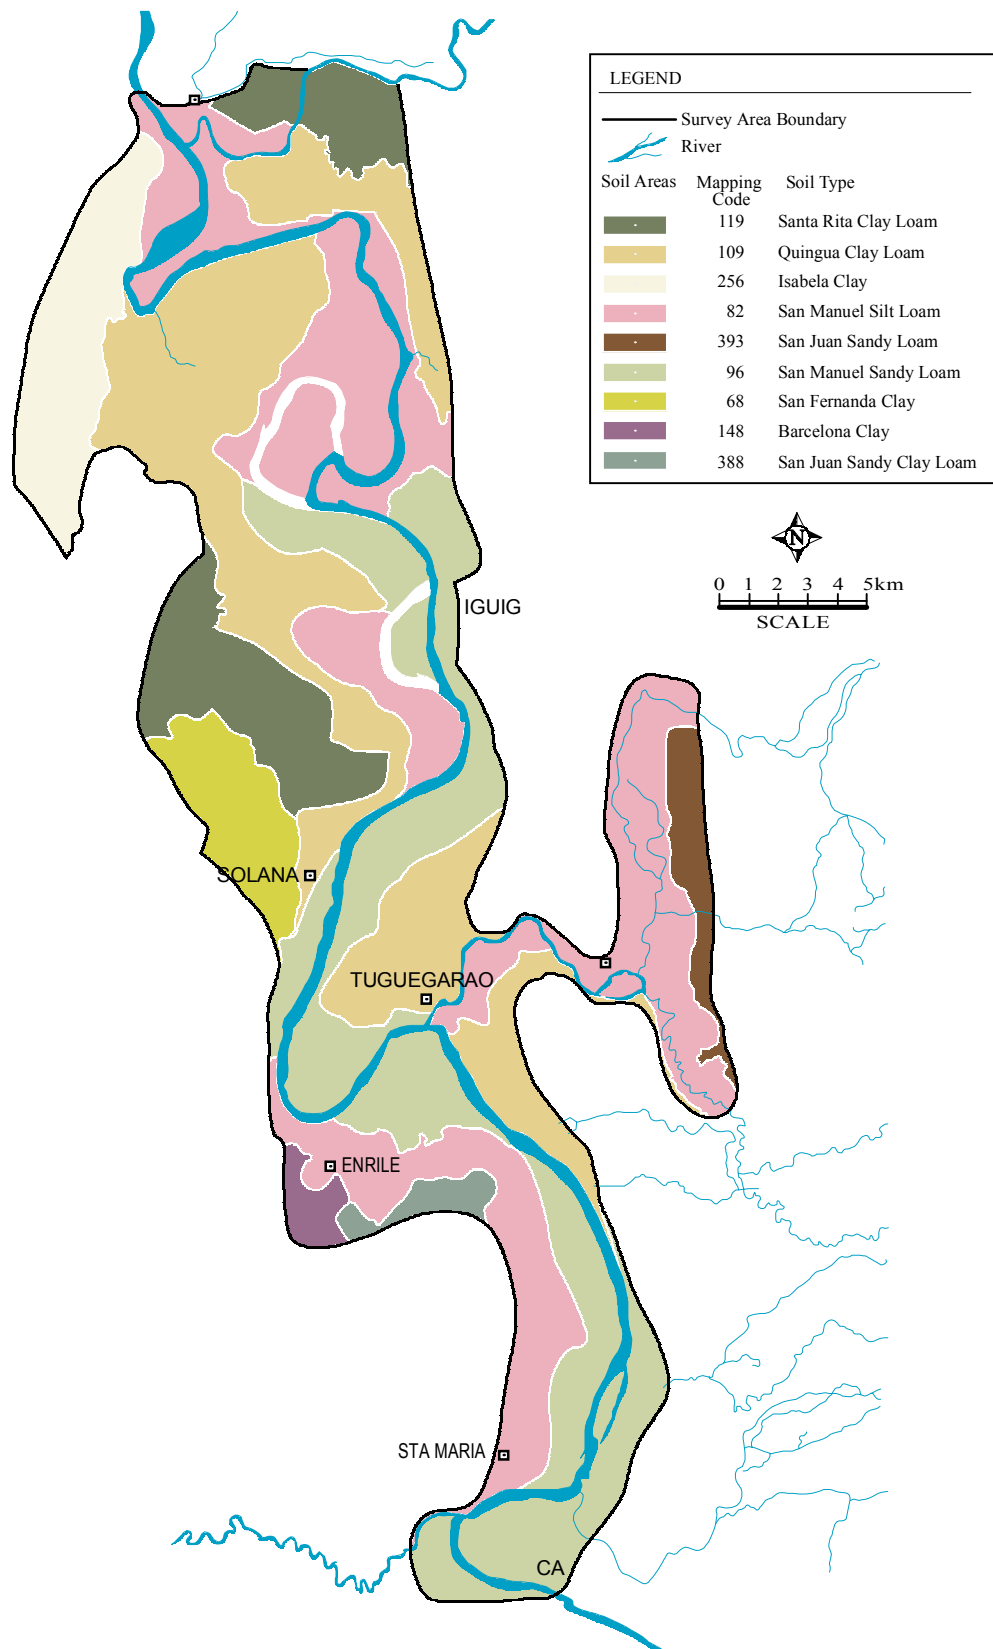 LEGEND
Survey Area Boundary
River
Soil Areas Mapping Code Soil Type
119 Santa Rita Clay Loam
109 Quingua Clay Loam
256 Isabela Clay
82 San Manuel Silt Loam
393 San Juan Sandy Loam
96 San Manuel Sandy Loam
68 San Fernanda Clay
148 Barcelona Clay
388 San Juan Sandy Clay Loam
N
0 1 2 3 4 5km
SCALE
IGUIG
SOLANA
TUGUEGARAO
ENRILE
STA MARIA
CA